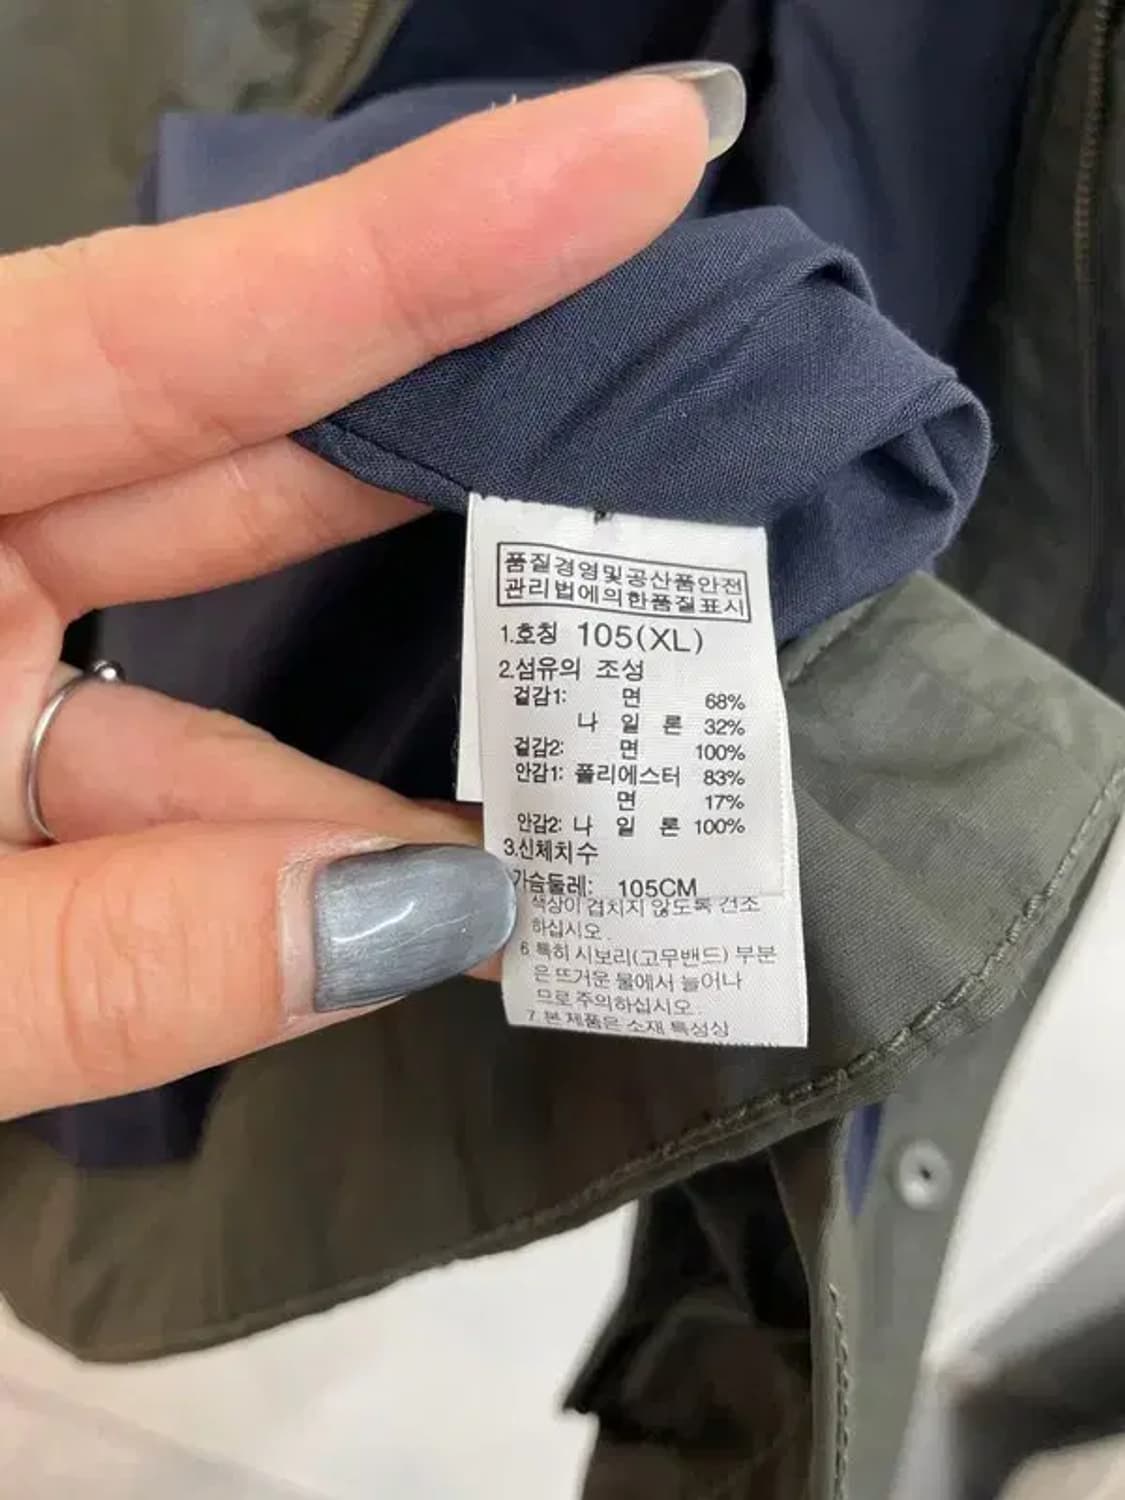 품질경영및공산품안전
관리법에의한품질표시
1.호칭 105(XL)
2.섬유의 조성
겉감1: 면 68%
나 일 론 32%
겉감2: 면 100%
안감1: 폴리에스터 83%
면 17%
안감2: 나 일 론 100%
3.신체치수
가슴둘레: 105CM
색상이 겹치지 않도록 건조
하십시오.
6 특히 시보리(고무밴드) 부분
은 뜨거운 물에서 늘어나
므로 주의하십시오.
7. 본 제품은 소재 특성상